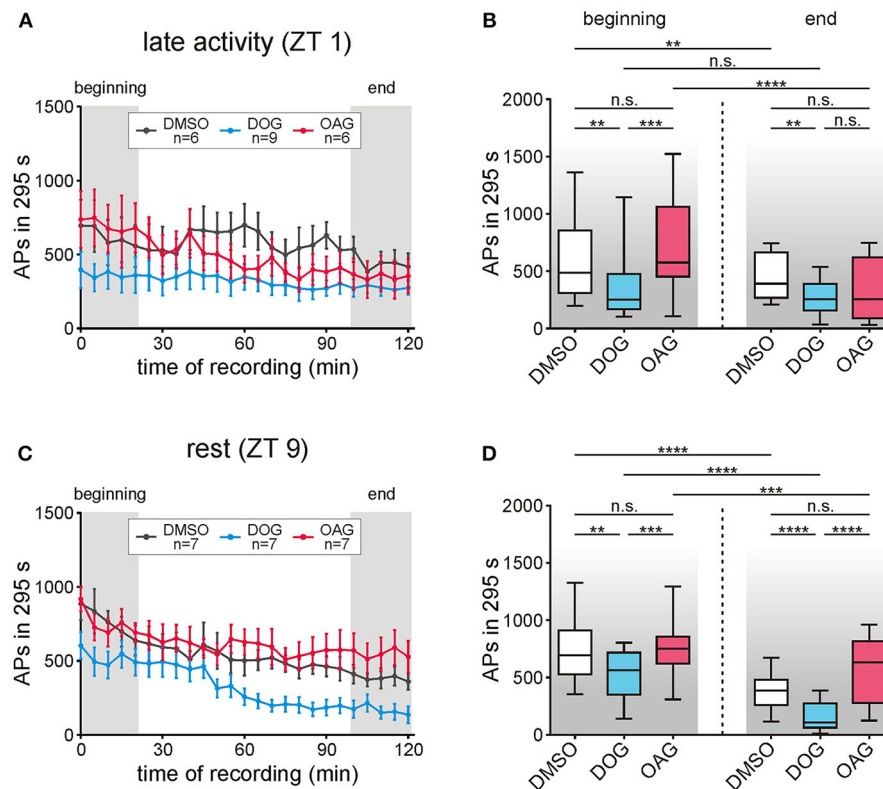 A
late activity (ZT 1)
beginning
end
1500
1000
500
0
APs in 295 s
DMSO DOG OAG
n=6 n=9 n=6
0 30 60 90 120
time of recording (min)
B
beginning end
**
n.s.
****
n.s. n.s.
** *** ** n.s.
2000
1500
1000
500
0
APs in 295 s
DMSO DOG OAG DMSO DOG OAG
C
rest (ZT 9)
beginning
end
1500
1000
500
0
APs in 295 s
DMSO DOG OAG
n=7 n=7 n=7
0 30 60 90 120
time of recording (min)
D
****
****
***
n.s. n.s.
** *** **** ****
2000
1500
1000
500
0
APs in 295 s
DMSO DOG OAG DMSO DOG OAG